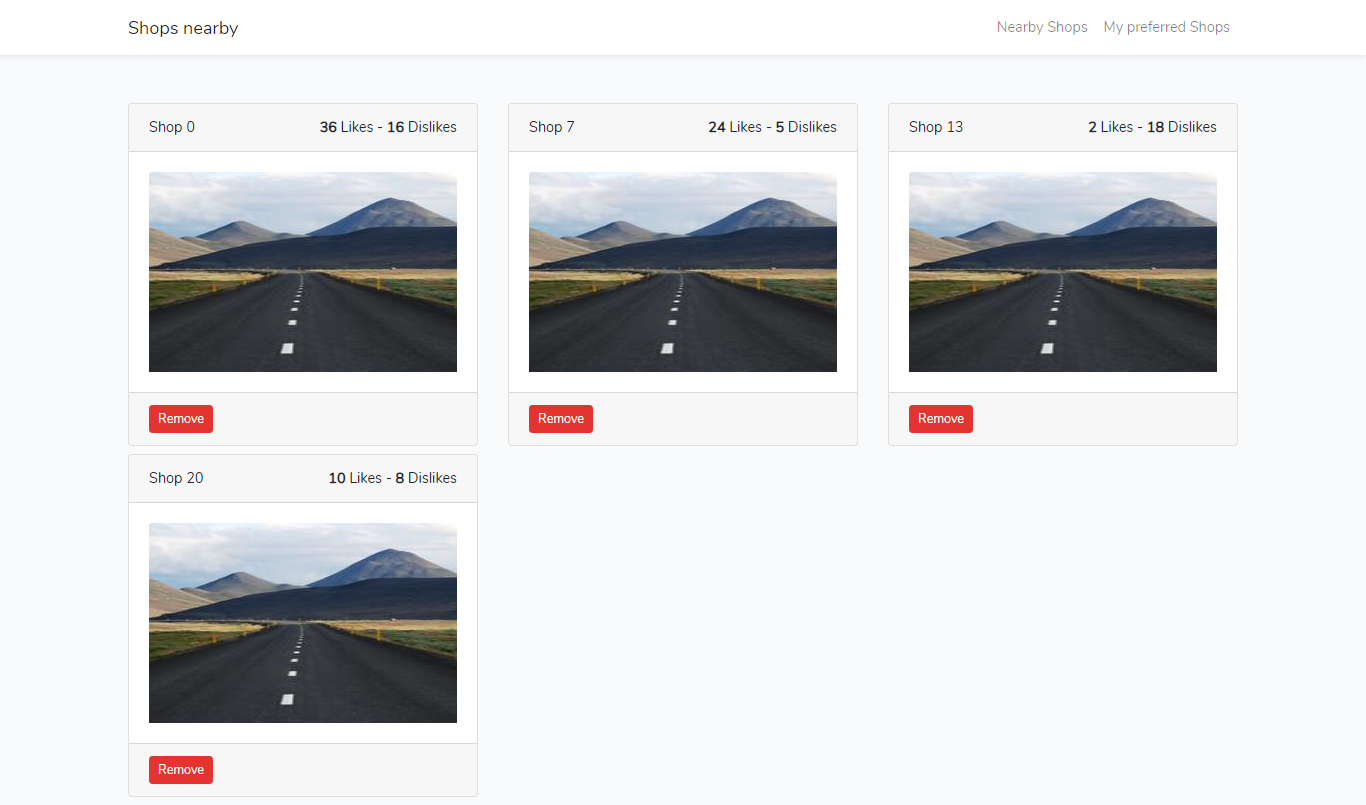 Shops nearby
Nearby Shops My preferred Shops
Shop 0 36 Likes - 16 Dislikes
Shop 7 24 Likes - 5 Dislikes
Shop 13 2 Likes - 18 Dislikes
Remove
Remove
Remove
Shop 20 10 Likes - 8 Dislikes
Remove